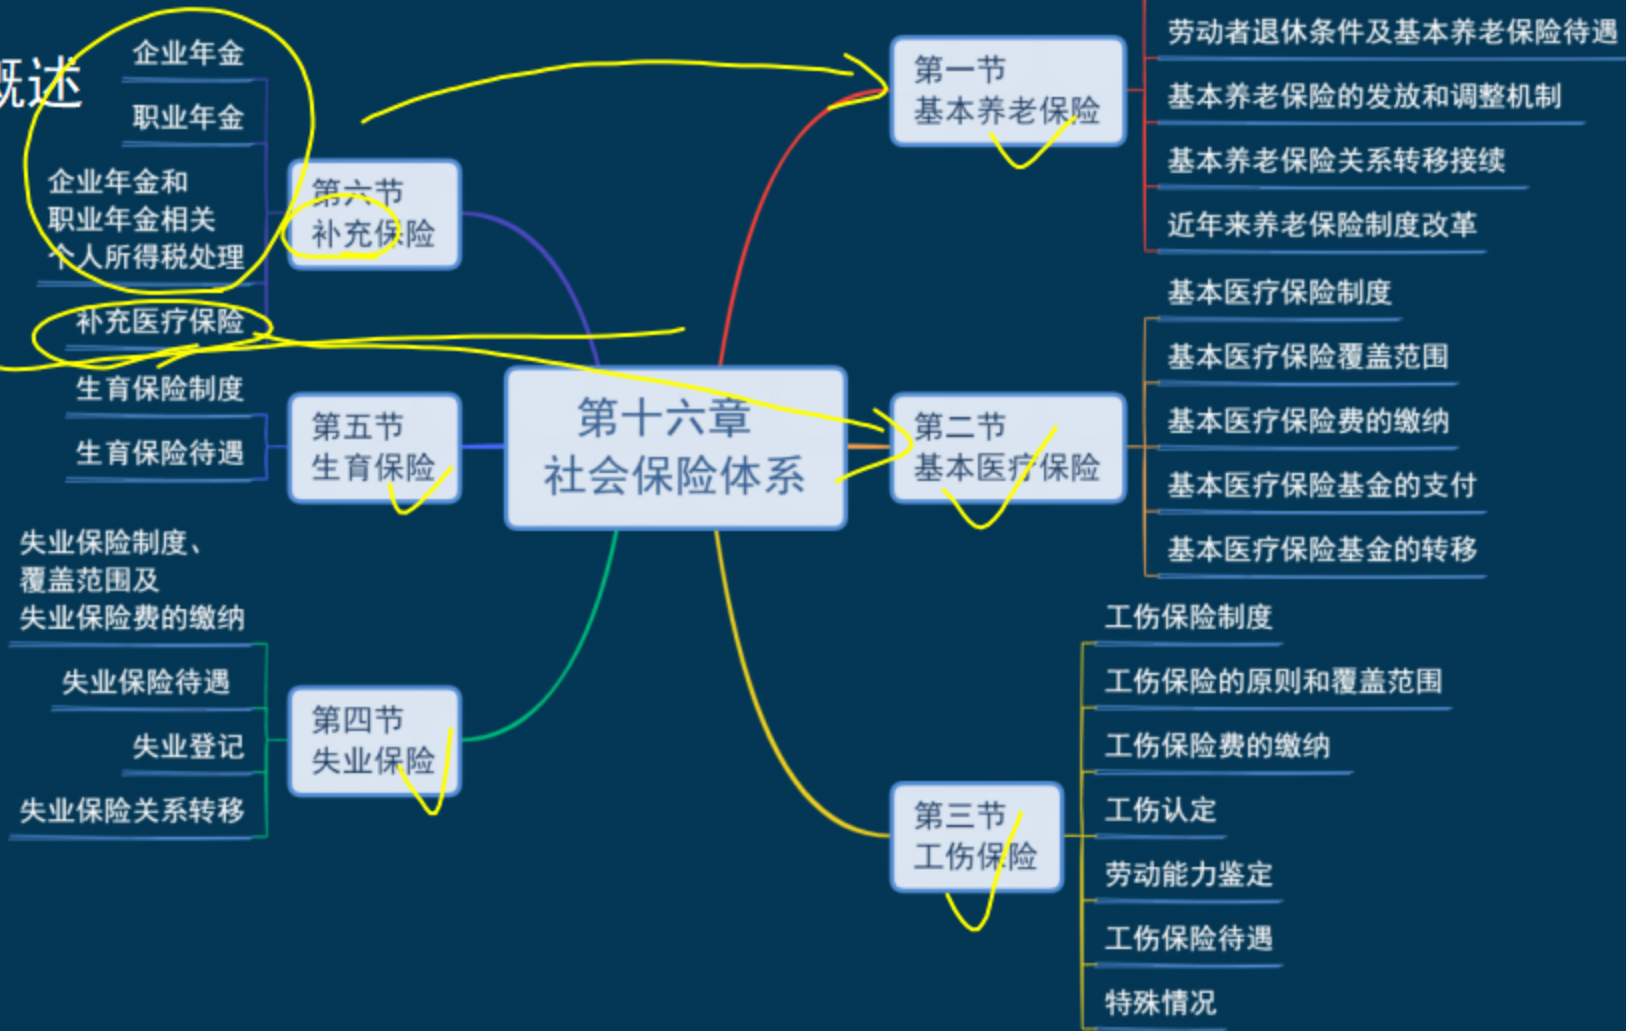 概述
企业年金
职业年金
企业年金和
职业年金相关
个人所得税处理
补充医疗保险
第六节
补充保险
生育保险制度
生育保险待遇
第五节
生育保险
失业保险制度、
覆盖范围及
失业保险费的缴纳
失业保险待遇
失业登记
失业保险关系转移
第四节
失业保险
第十六章
社会保险体系
第一节
基本养老保险
劳动者退休条件及基本养老保险待遇
基本养老保险的发放和调整机制
基本养老保险关系转移接续
近年来养老保险制度改革
第二节
基本医疗保险
基本医疗保险制度
基本医疗保险覆盖范围
基本医疗保险费的缴纳
基本医疗保险基金的支付
基本医疗保险基金的转移
第三节
工伤保险
工伤保险制度
工伤保险的原则和覆盖范围
工伤保险费的缴纳
工伤认定
劳动能力鉴定
工伤保险待遇
特殊情况